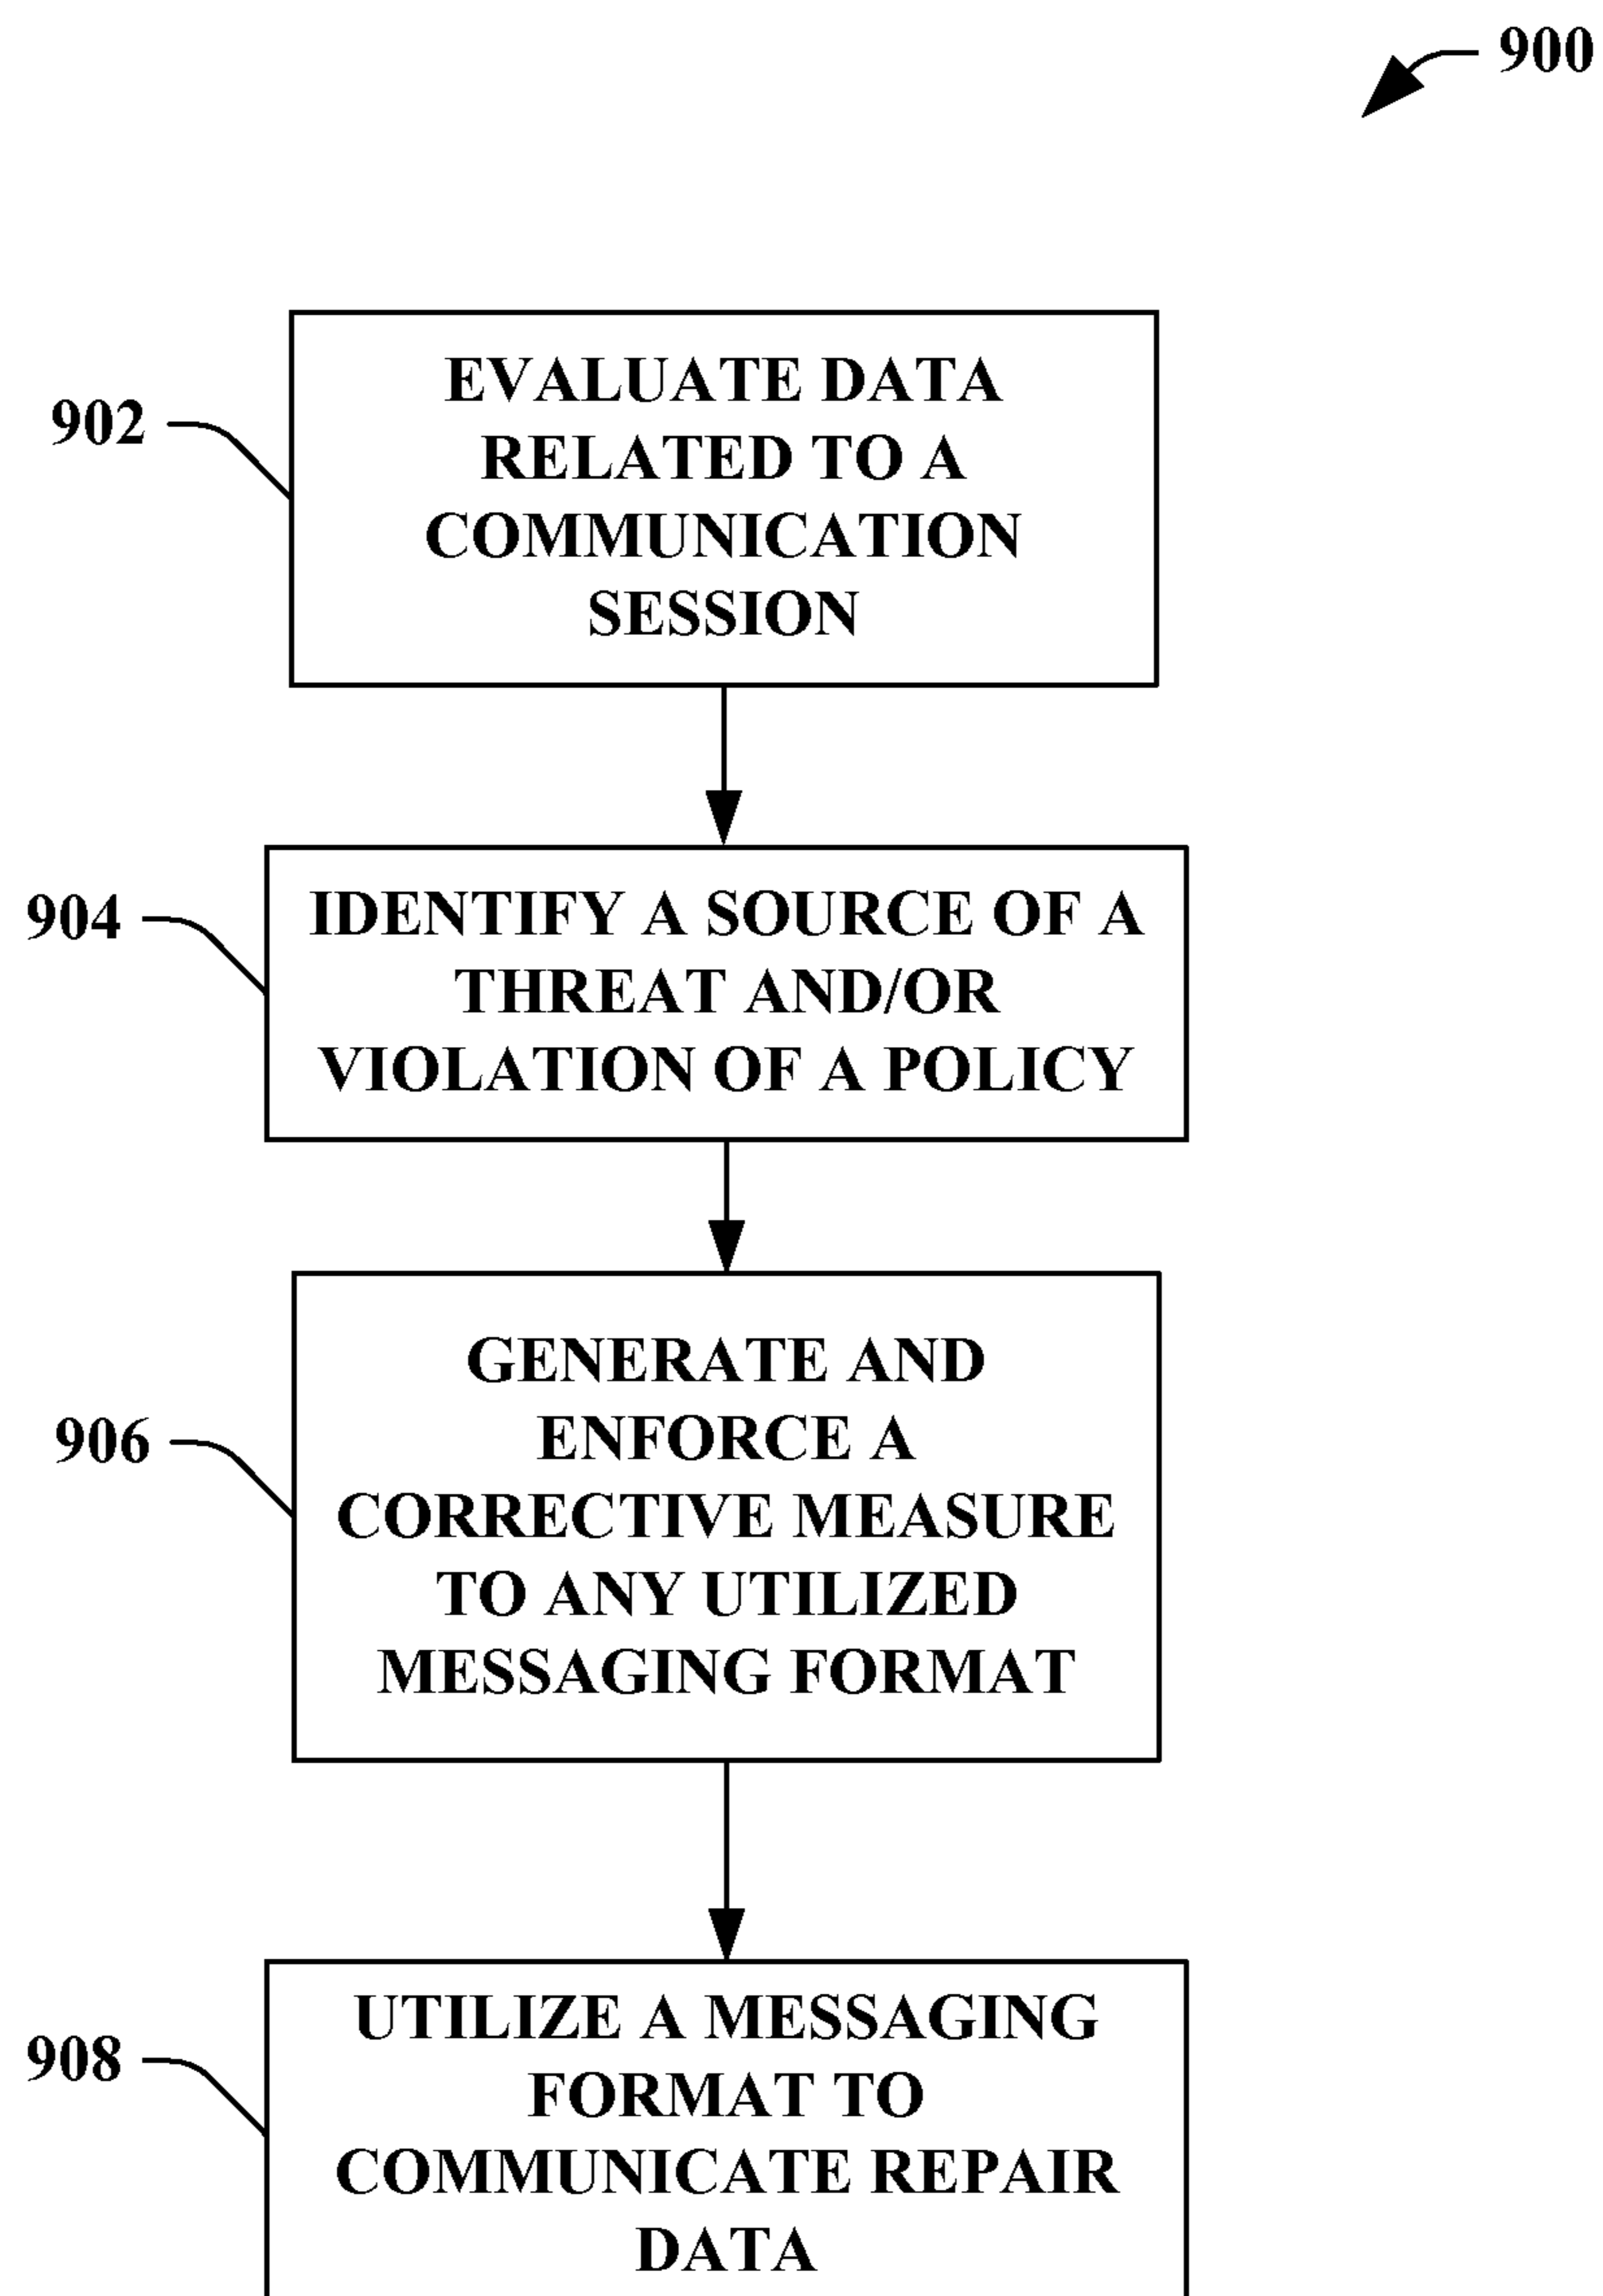 900
902
EVALUATE DATA
RELATED TO A
COMMUNICATION
SESSION
904
IDENTIFY A SOURCE OF A
THREAT AND/OR
VIOLATION OF A POLICY
906
GENERATE AND
ENFORCE A
CORRECTIVE MEASURE
TO ANY UTILIZED
MESSAGING FORMAT
908
UTILIZE A MESSAGING
FORMAT TO
COMMUNICATE REPAIR
DATA